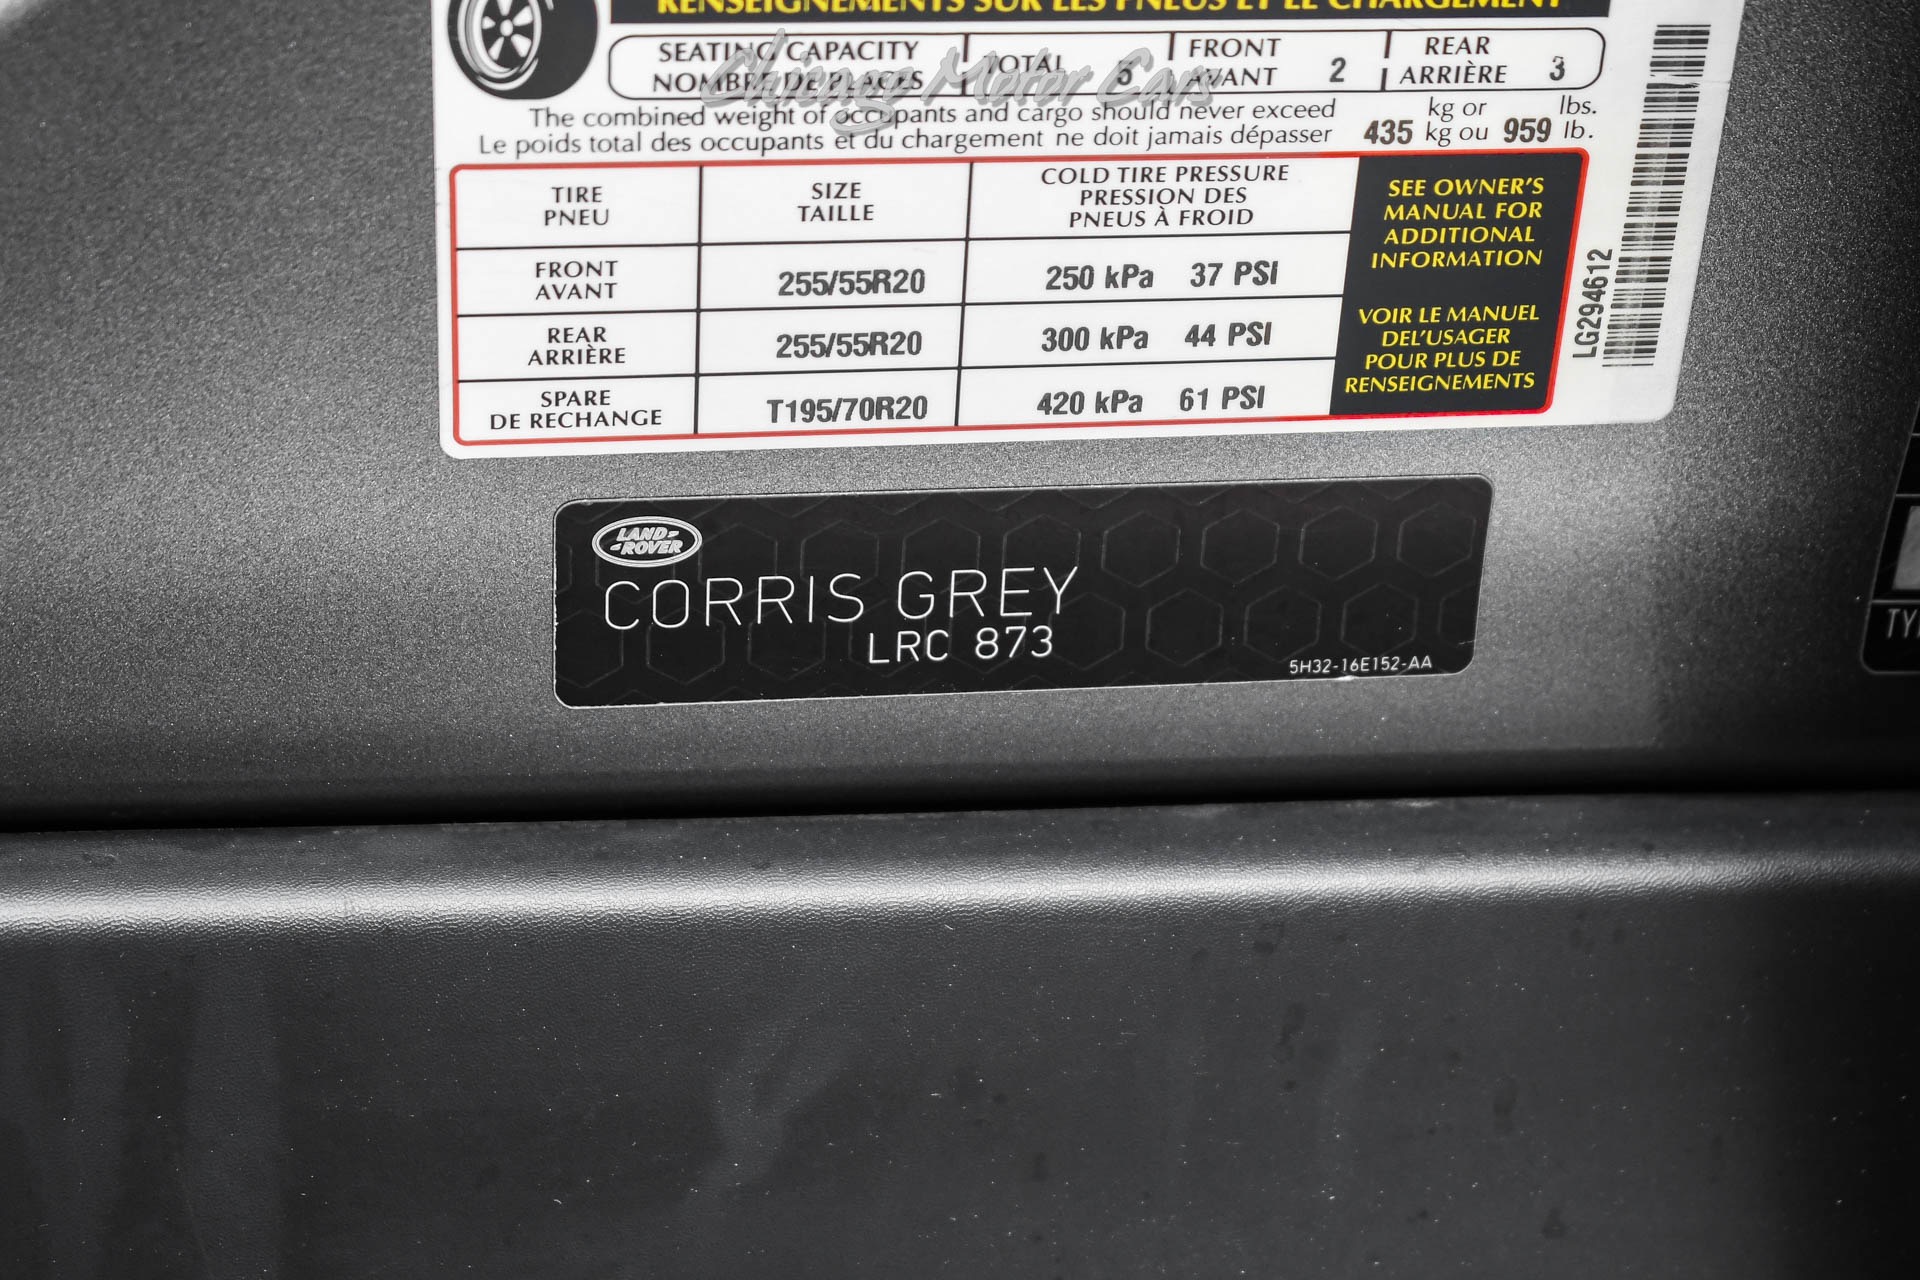 RENSEIGNEMENTS SUR LES PNEUS ET LE CHARGEMENT
SEATING CAPACITY
NOMBRE DE PLACES
TOTAL 5
FRONT
AVANT 2
REAR
ARRIÈRE 3
Chicago Motor Cars
The combined weight of occupants and cargo should never exceed
Le poids total des occupants et du chargement ne doit jamais dépasser
kg or lbs.
435 kg ou 959 lb.
TIRE
PNEU
SIZE
TAILLE
COLD TIRE PRESSURE
PRESSION DES
PNEUS À FROID
FRONT
AVANT
255/55R20
250 kPa 37 PSI
REAR
ARRIÈRE
255/55R20
300 kPa 44 PSI
SPARE
DE RECHANGE
T195/70R20
420 kPa 61 PSI
SEE OWNER'S
MANUAL FOR
ADDITIONAL
INFORMATION
VOIR LE MANUEL
DEL'USAGER
POUR PLUS DE
RENSEIGNEMENTS
LG294612
LAND-
-ROVER
CORRIS GREY
LRC 873
5H32-16E152-AA